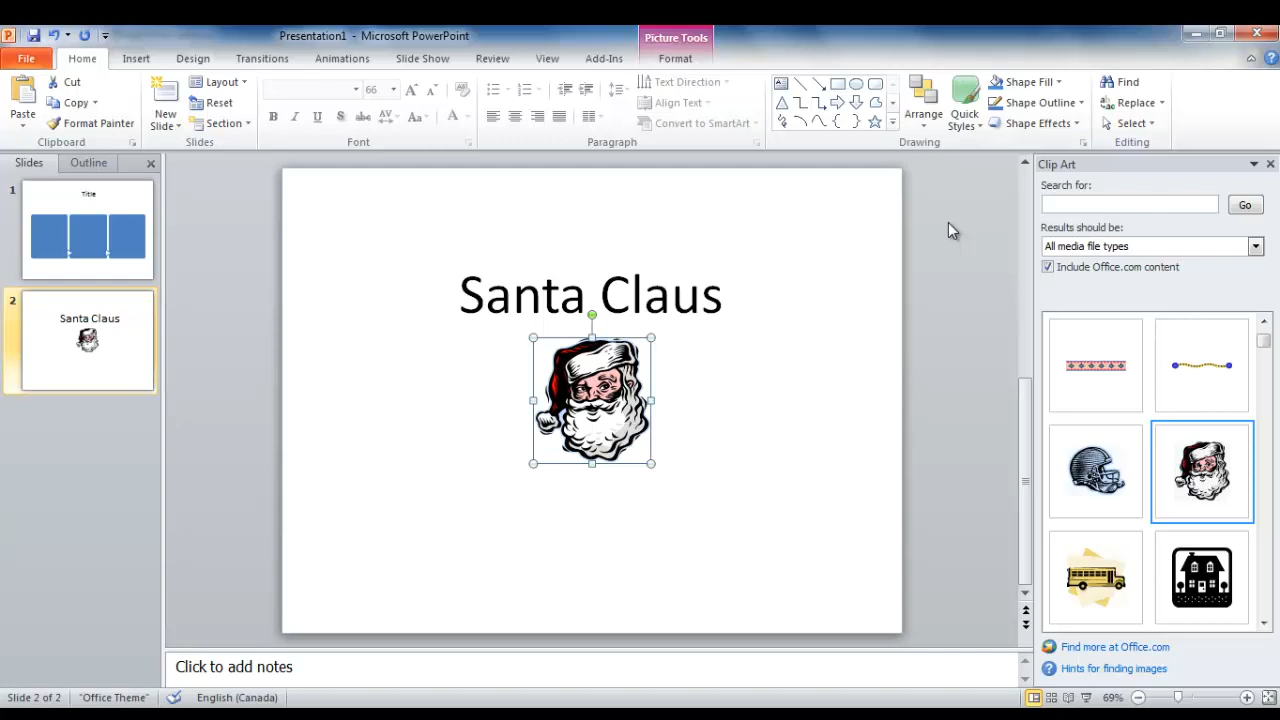 Presentation1 - Microsoft PowerPoint
Picture Tools
File Home Insert Design Transitions Animations Slide Show Review View Add-Ins Format
Paste
Cut
Copy
Format Painter
Clipboard
New Slide
Layout
Reset
Section
Slides
66
B I U S abc AV Aa A
Font
Text Direction
Align Text
Convert to SmartArt
Paragraph
Arrange
Quick Styles
Shape Fill
Shape Outline
Shape Effects
Drawing
Find
Replace
Select
Editing
Slides Outline
1
Title
2
Santa Claus
Santa Claus
Clip Art
Search for:
Go
Results should be:
All media file types
Include Office.com content
Find more at Office.com
Hints for finding images
Click to add notes
Slide 2 of 2 "Office Theme" English (Canada) 69%